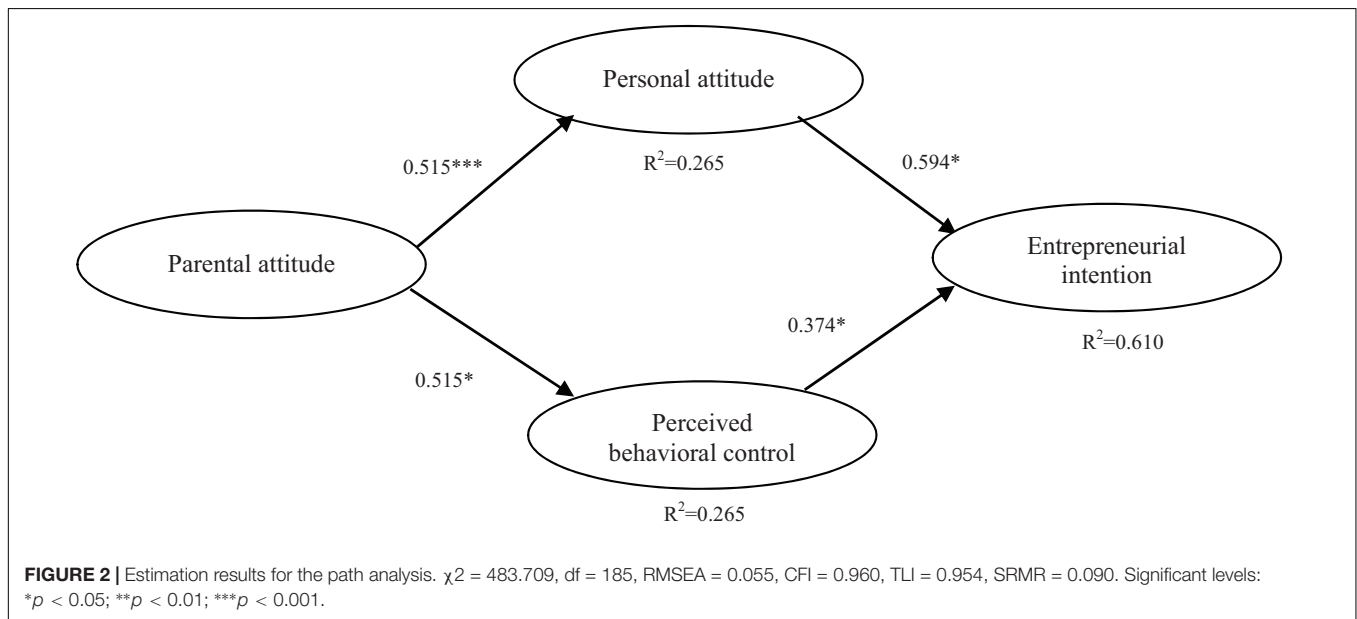 Personal attitude
R²=0.265
0.515***
0.594*
Parental attitude
Entrepreneurial
intention
R²=0.610
0.515*
0.374*
Perceived
behavioral control
R²=0.265
FIGURE 2 | Estimation results for the path analysis. χ2 = 483.709, df = 185, RMSEA = 0.055, CFI = 0.960, TLI = 0.954, SRMR = 0.090. Significant levels:
*p < 0.05; **p < 0.01; ***p < 0.001.